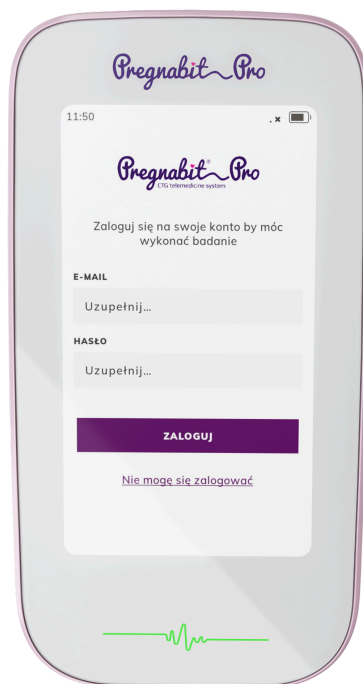 Pregnabit Pro
11:50
Pregnabit® Pro
CTG telemedicine system
Zaloguj się na swoje konto by móc
wykonać badanie
E-MAIL
Uzupełnij...
HASŁO
Uzupełnij...
ZALOGUJ
Nie mogę się zalogować